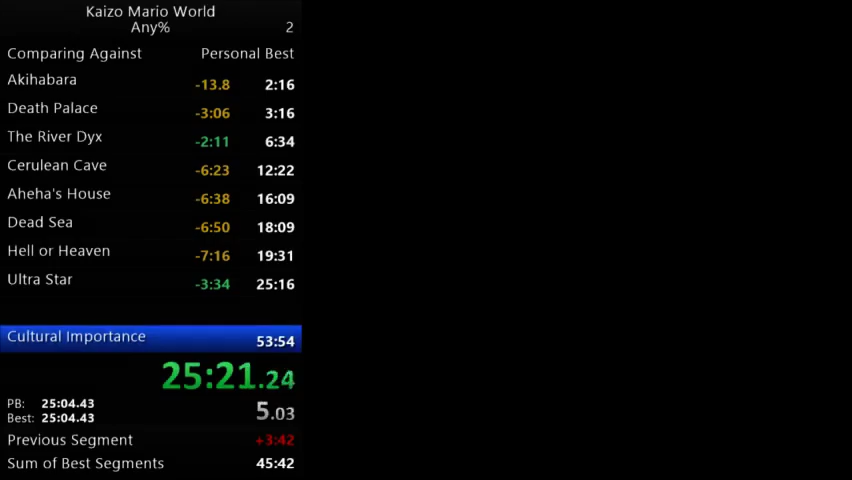 Kaizo Mario World
Any% 2
Comparing Against Personal Best
Akihabara -13.8 2:16
Death Palace -3:06 3:16
The River Dyx -2:11 6:34
Cerulean Cave -6:23 12:22
Aheha's House -6:38 16:09
Dead Sea -6:50 18:09
Hell or Heaven -7:16 19:31
Ultra Star -3:34 25:16
Cultural Importance 53:54
25:21.24
PB: 25:04.43 5.03
Best: 25:04.43
Previous Segment +3:42
Sum of Best Segments 45:42